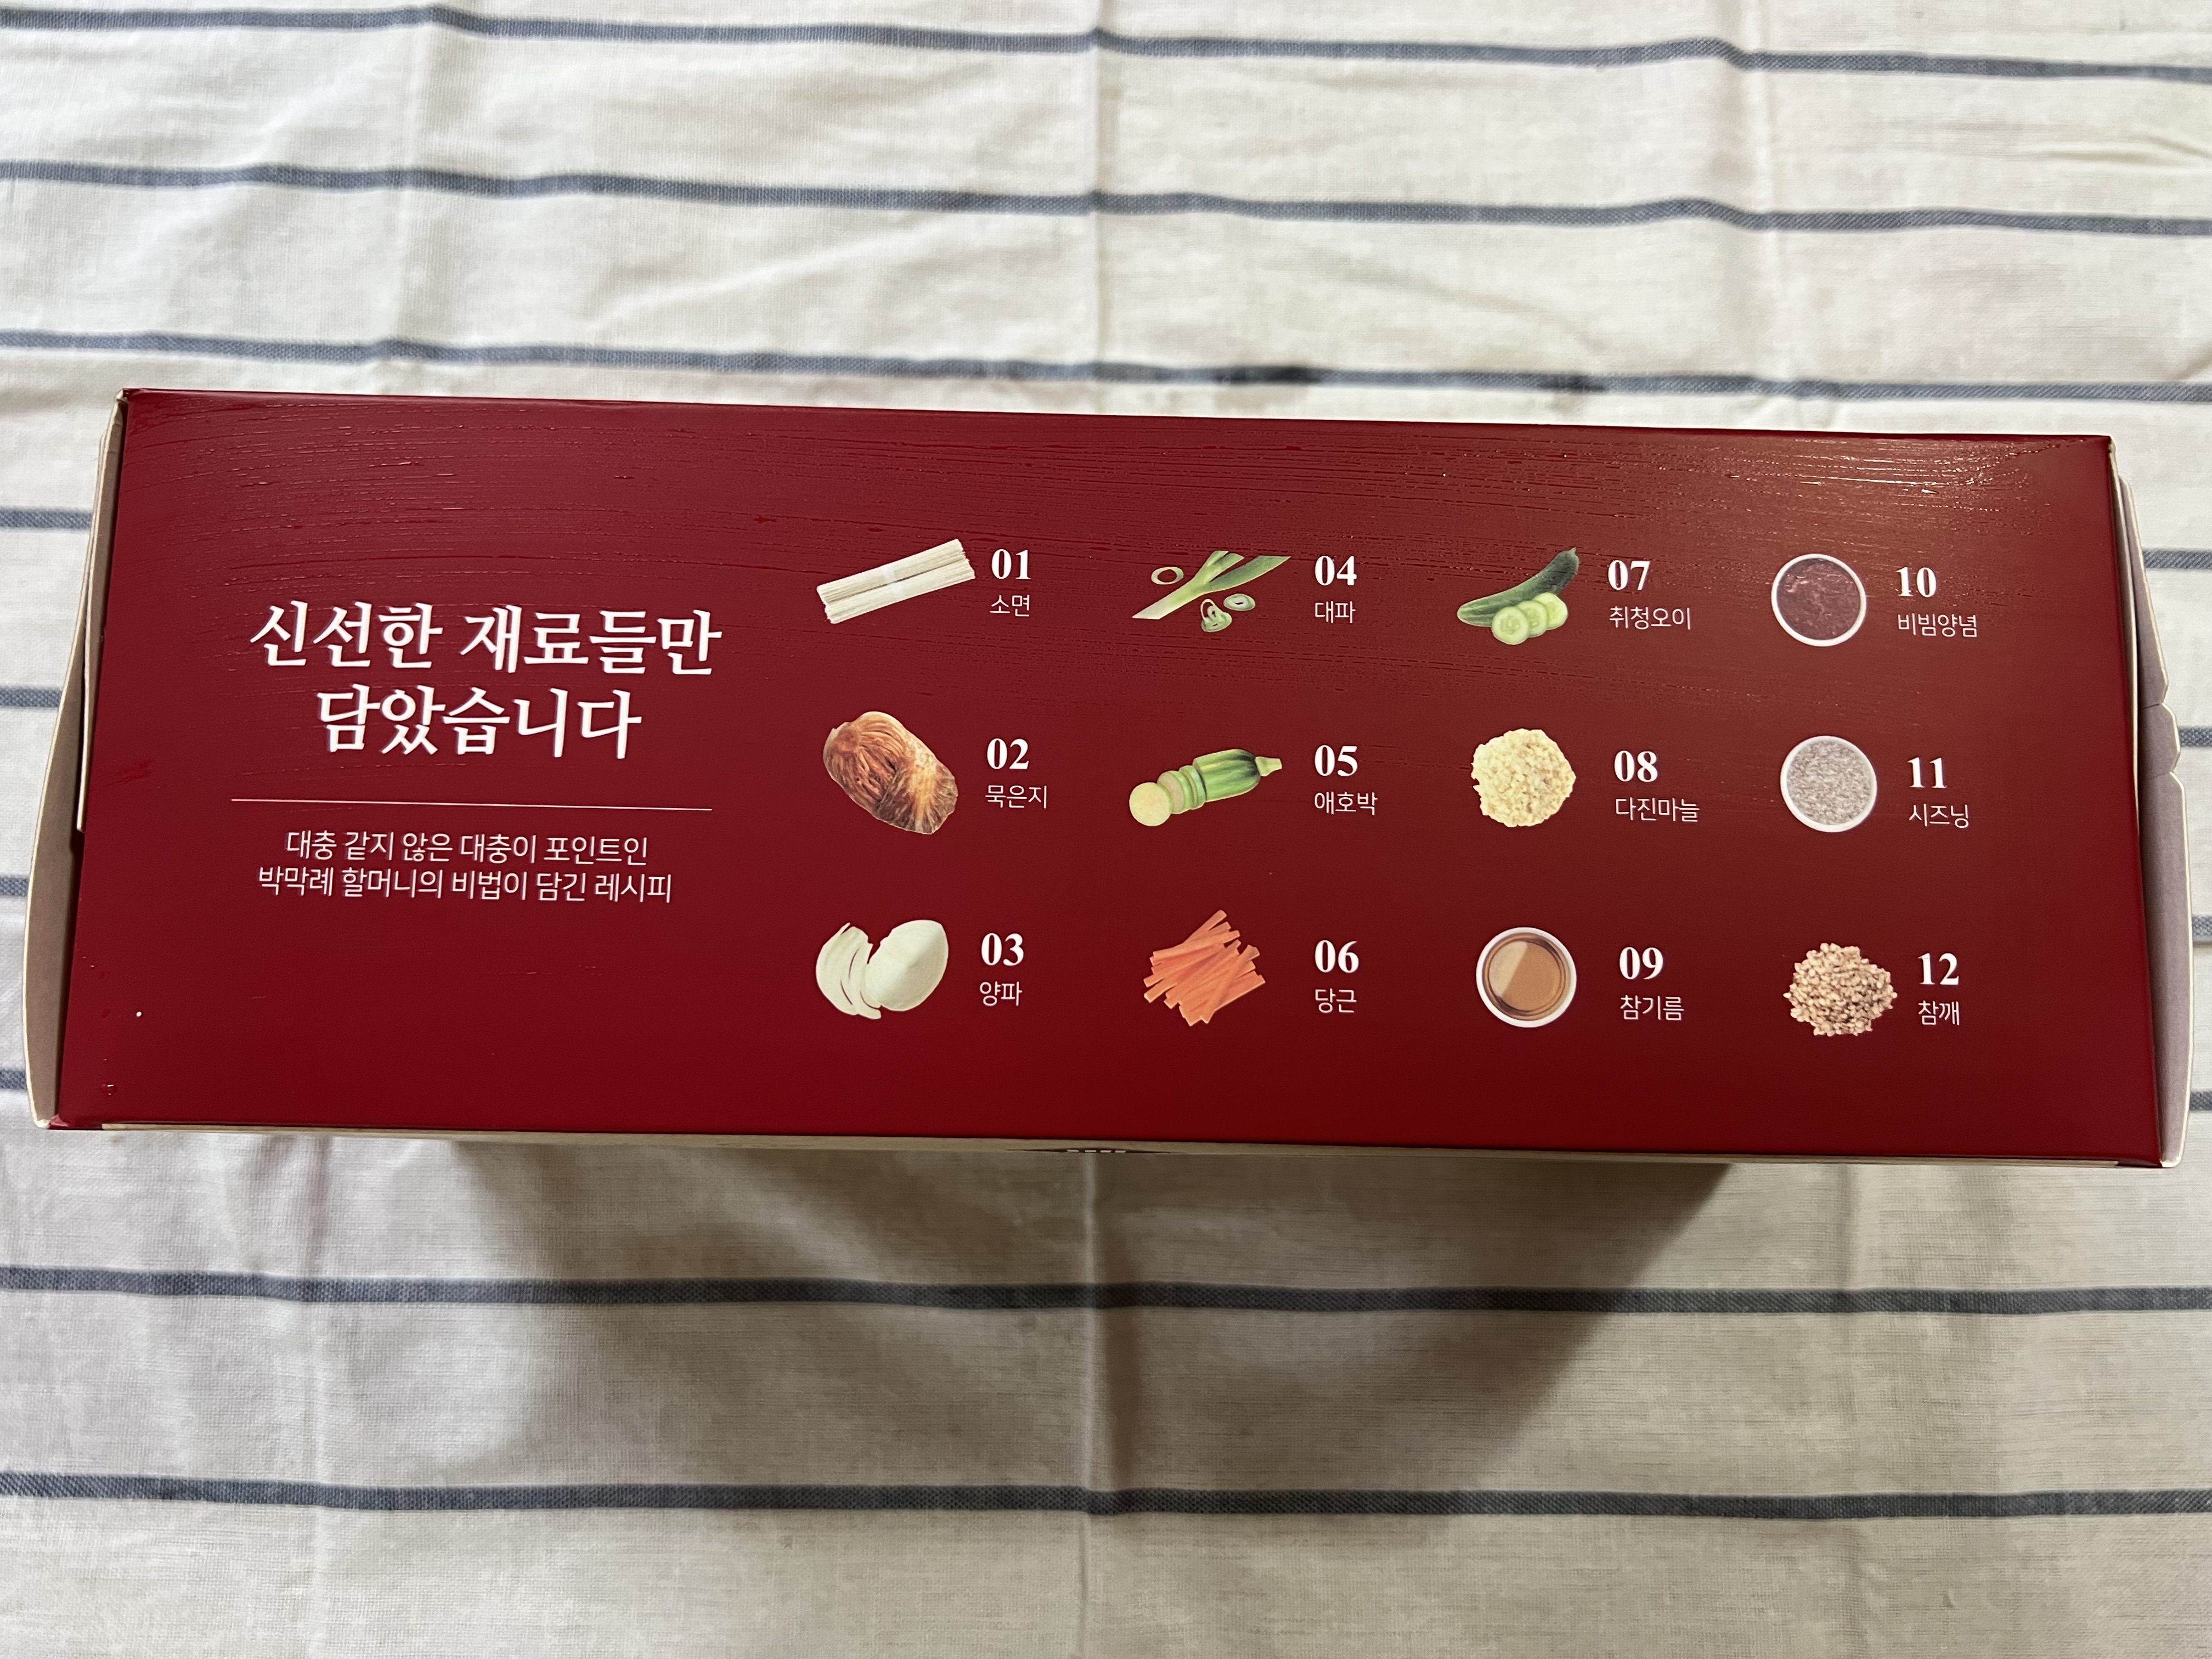 신선한 재료들만
담았습니다
대충 같지 않은 대충이 포인트인
박막례 할머니의 비법이 담긴 레시피
01
소면
02
묵은지
03
양파
04
대파
05
애호박
06
당근
07
취청오이
08
다진마늘
09
참기름
10
비빔양념
11
시즈닝
12
참깨